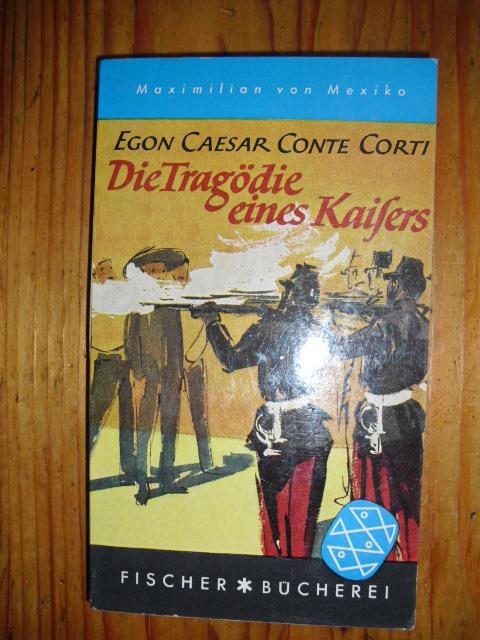 Maximilian von Mexiko
EGON CAESAR CONTE CORTI
Die Tragödie
eines Kaiſers
FISCHER * BÜCHEREI